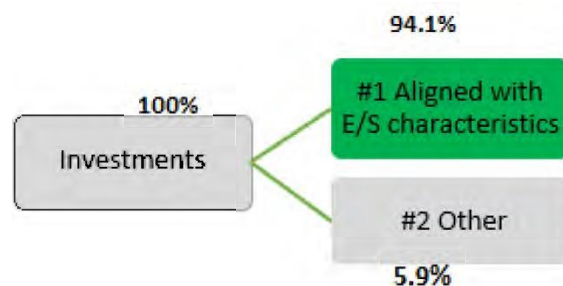 94.1%
#1 Aligned with
E/S characteristics
100%
Investments
#2 Other
5.9%